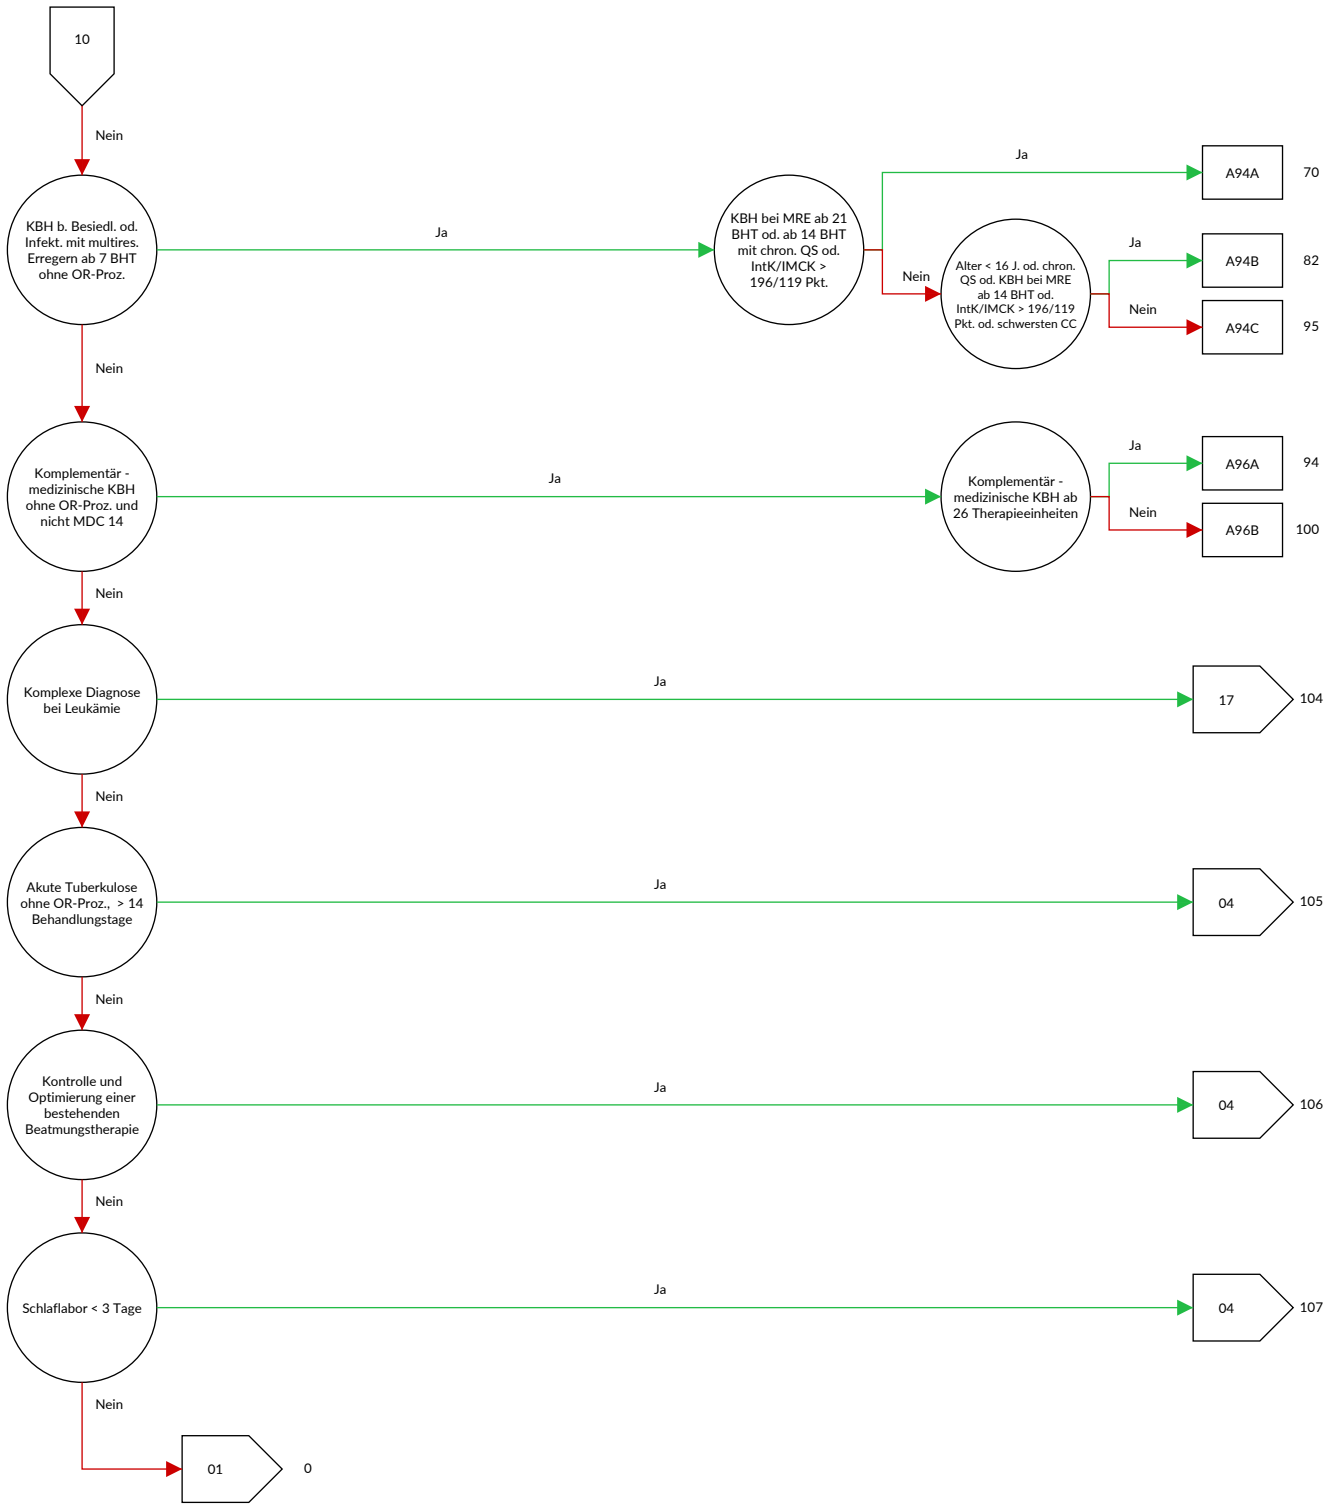 10
Nein
KBH b. Besiedl. od.
Infekt. mit multires.
Erregern ab 7 BHT
ohne OR-Proz.
Ja
KBH bei MRE ab 21
BHT od. ab 14 BHT
mit chron. QS od.
IntK/IMCK >
196/119 Pkt.
Ja
A94A
70
Nein
Alter < 16 J. od. chron.
QS od. KBH bei MRE
ab 14 BHT od.
IntK/IMCK > 196/119
Pkt. od. schwersten CC
Ja
A94B
82
Nein
A94C
95
Nein
Komplementär -
medizinische KBH
ohne OR-Proz. und
nicht MDC 14
Ja
Komplementär -
medizinische KBH ab
26 Therapieeinheiten
Ja
A96A
94
Nein
A96B
100
Nein
Komplexe Diagnose
bei Leukämie
Ja
17
104
Nein
Akute Tuberkulose
ohne OR-Proz., > 14
Behandlungstage
Ja
04
105
Nein
Kontrolle und
Optimierung einer
bestehenden
Beatmungstherapie
Ja
04
106
Nein
Schlaflabor < 3 Tage
Ja
04
107
Nein
01
0